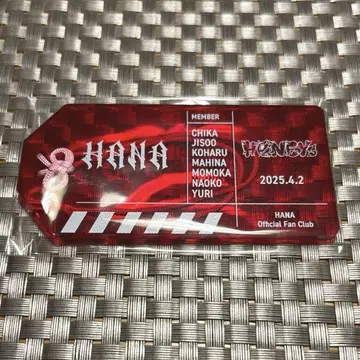 HANA
MEMBER
CHIKA
JISOO
KOHARU
MAHINA
MOMOKA
NAOKO
YURI
HONEYs
2025.4.2
HANA
Official Fan Club